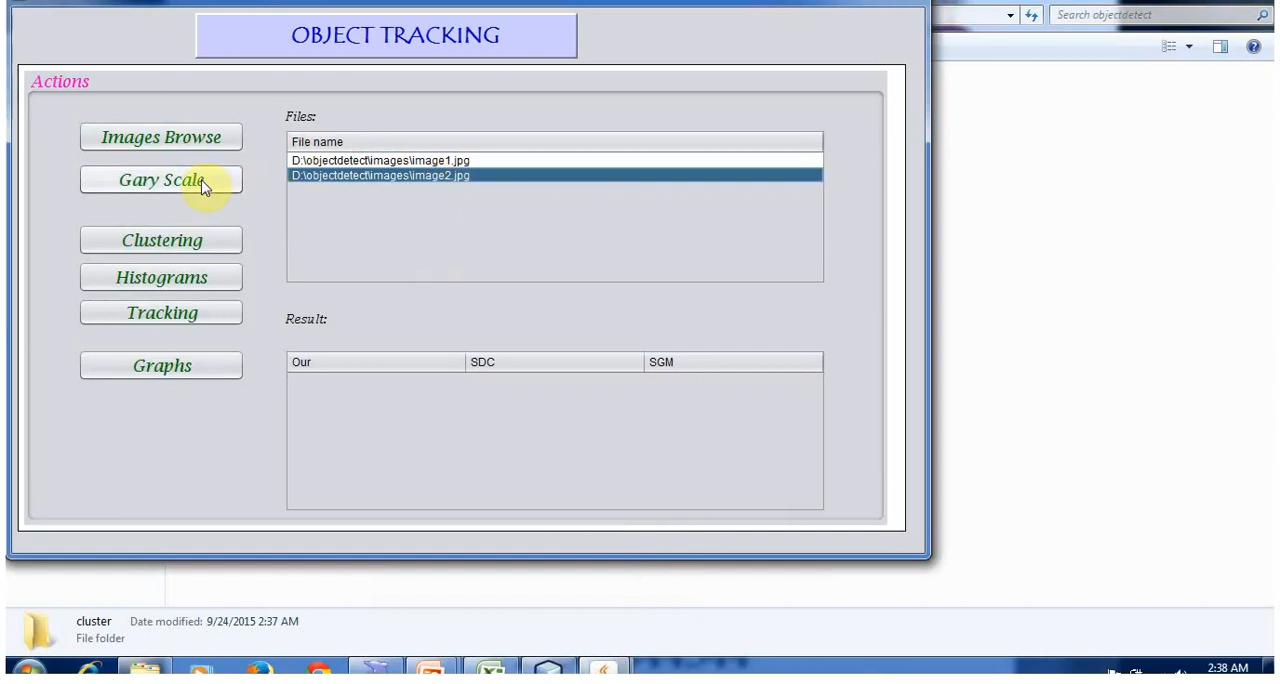 OBJECT TRACKING
Search objectdetect
Actions
Images Browse
Gary Scale
Clustering
Histograms
Tracking
Graphs
Files:
File name
D:\objectdetect\images\image1.jpg
D:\objectdetect\images\image2.jpg
Result:
Our SDC SGM
cluster Date modified: 9/24/2015 2:37 AM
File folder
2:38 AM